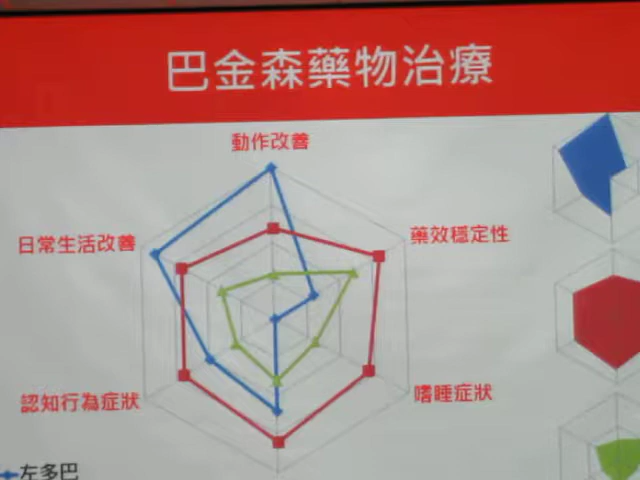 巴金森藥物治療
動作改善
日常生活改善
藥效穩定性
認知行為症狀
嗜睡症狀
左多巴